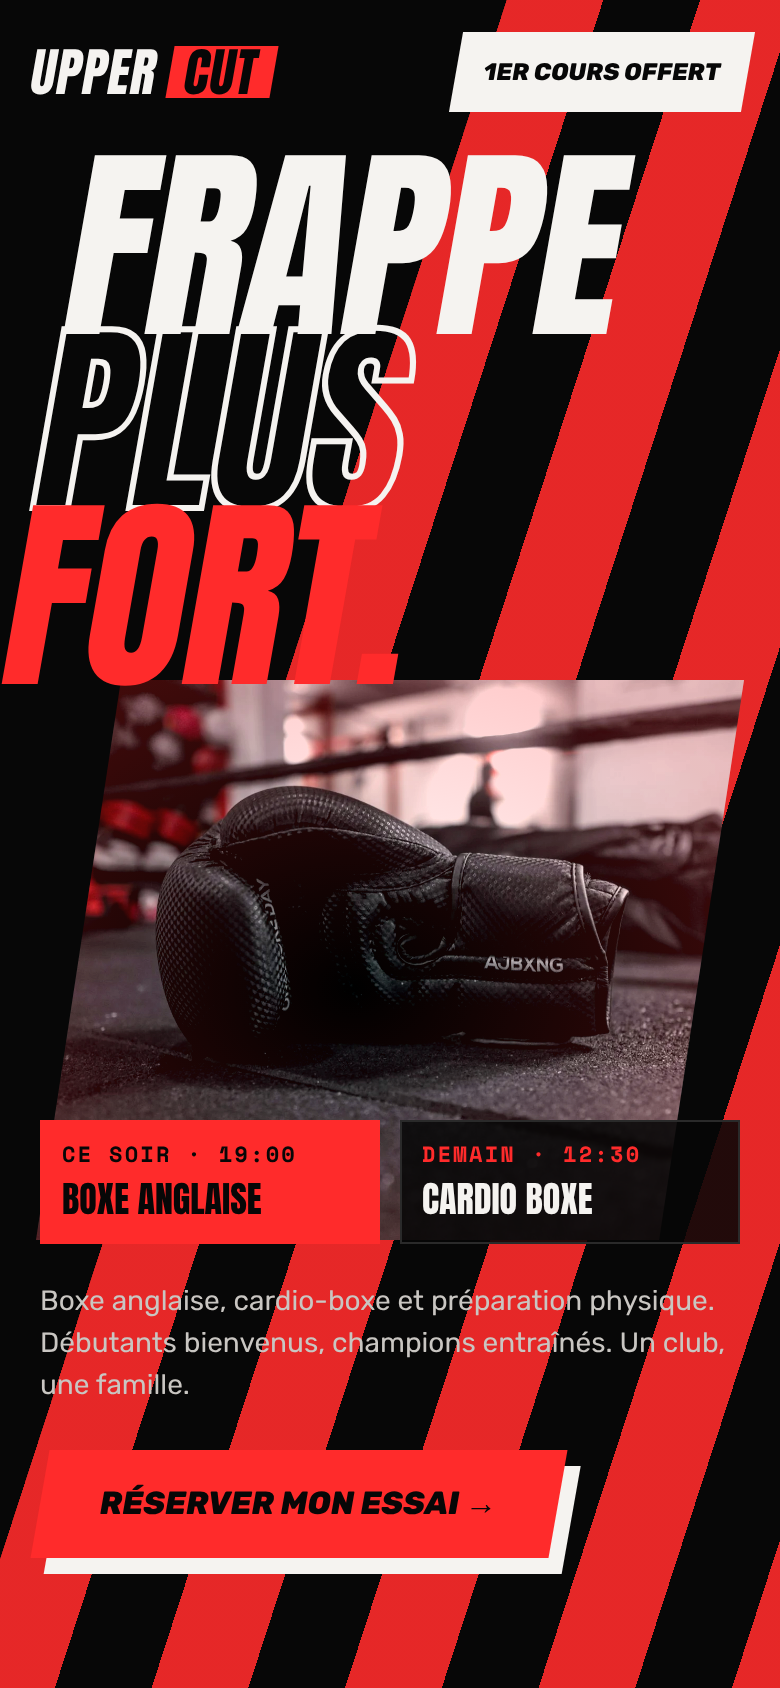 UPPER CUT
1ER COURS OFFERT
FRAPPE
PLUS
FORT.
AJBXNG
CE SOIR · 19:00
BOXE ANGLAISE
DEMAIN · 12:30
CARDIO BOXE
Boxe anglaise, cardio-boxe et préparation physique.
Débutants bienvenus, champions entraînés. Un club,
une famille.
RÉSERVER MON ESSAI →